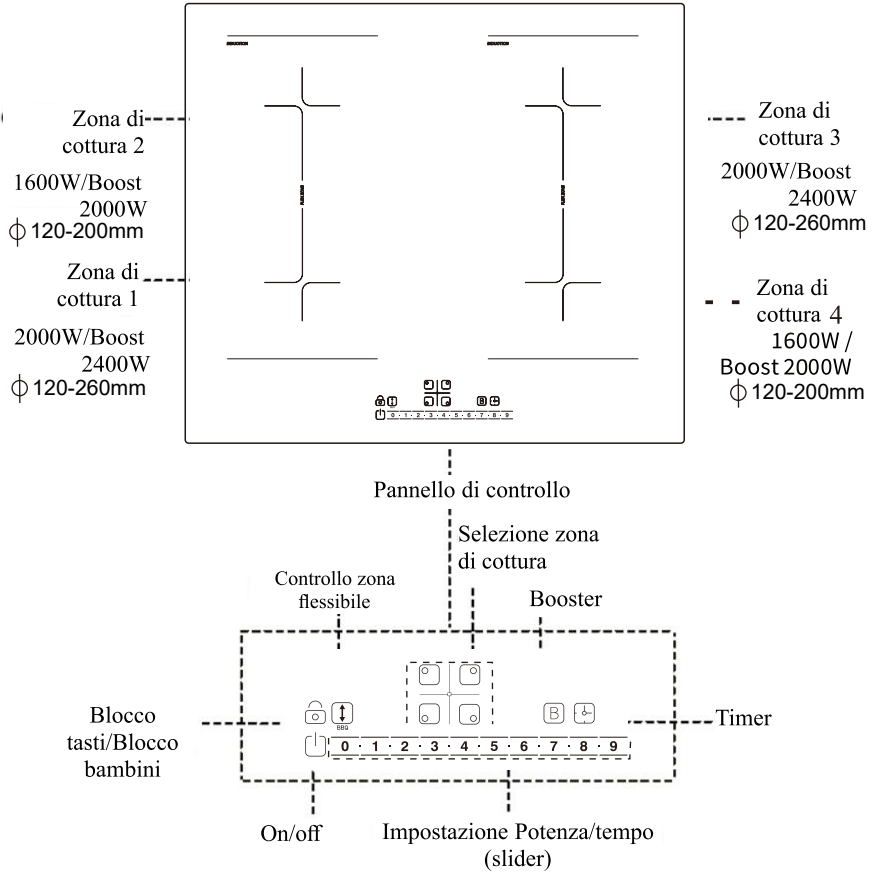 INDUCTION
INDUCTION
Zona di
cottura 2
1600W/Boost
2000W
⌀ 120-200mm
Zona di
cottura 1
2000W/Boost
2400W
⌀ 120-260mm
Zona di
cottura 3
2000W/Boost
2400W
⌀ 120-260mm
Zona di
cottura 4
1600W /
Boost 2000W
⌀ 120-200mm
B
0 · 1 · 2 · 3 · 4 · 5 · 6 · 7 · 8 · 9
Pannello di controllo
Selezione zona
di cottura
Controllo zona
flessibile
Booster
Blocco
tasti/Blocco
bambini
BBQ
B
Timer
0 · 1 · 2 · 3 · 4 · 5 · 6 · 7 · 8 · 9
On/off
Impostazione Potenza/tempo
(slider)